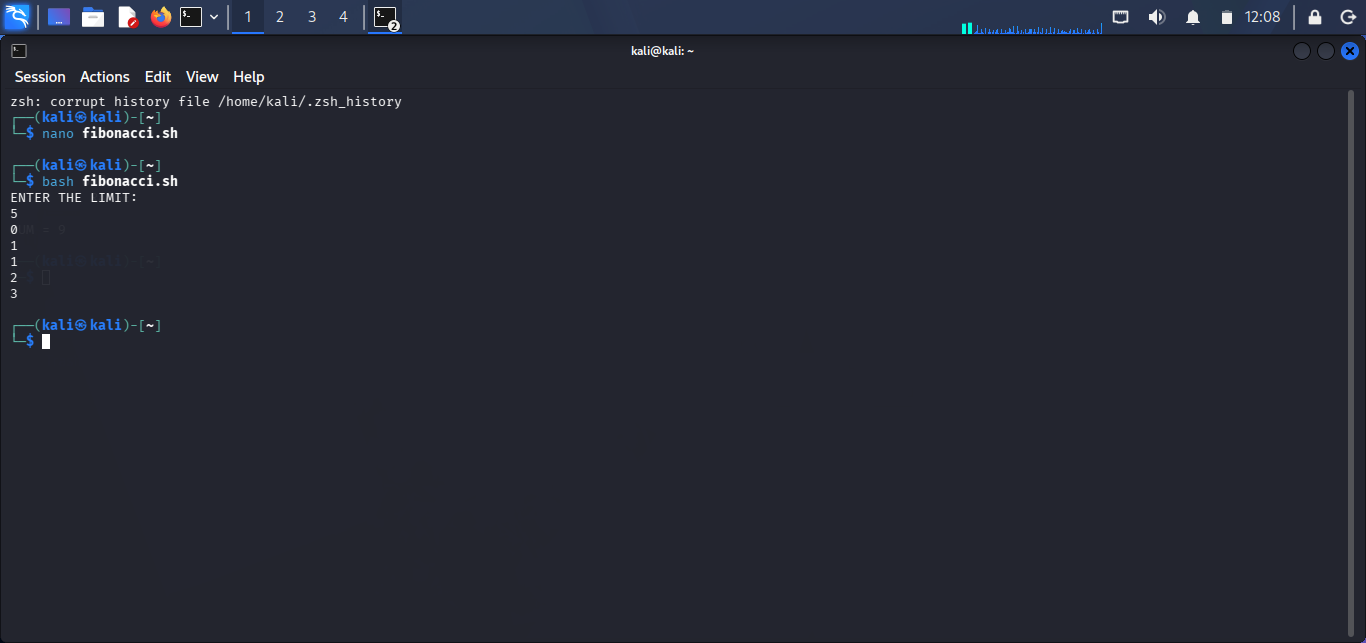 1 2 3 4 2 12:08
kali@kali: ~
Session Actions Edit View Help
zsh: corrupt history file /home/kali/.zsh_history
┌──(kali㉿kali)-[~]
└─$ nano fibonacci.sh
┌──(kali㉿kali)-[~]
└─$ bash fibonacci.sh
ENTER THE LIMIT:
5
0
1
1
2
3
┌──(kali㉿kali)-[~]
└─$